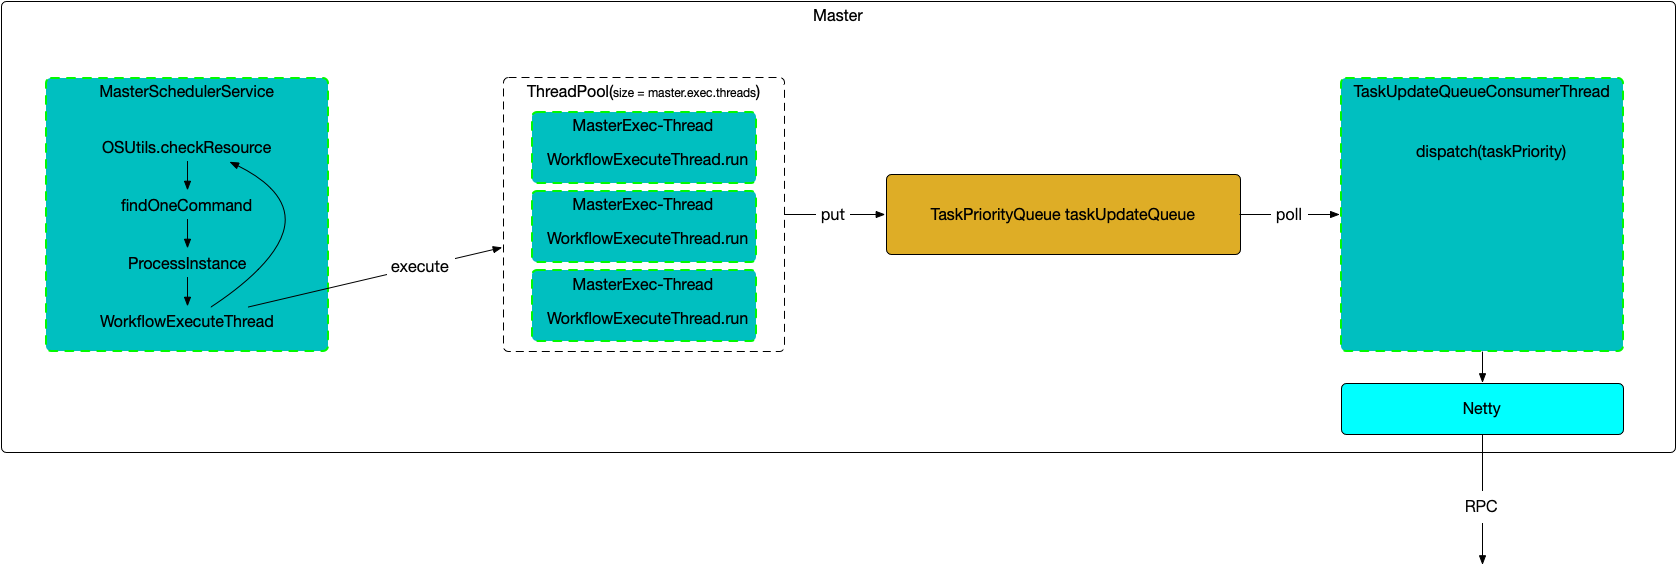 Master
MasterSchedulerService
OSUtils.checkResource
findOneCommand
ProcessInstance
WorkflowExecuteThread
execute
ThreadPool(size = master.exec.threads)
MasterExec-Thread
WorkflowExecuteThread.run
MasterExec-Thread
WorkflowExecuteThread.run
MasterExec-Thread
WorkflowExecuteThread.run
put
TaskPriorityQueue taskUpdateQueue
poll
TaskUpdateQueueConsumerThread
dispatch(taskPriority)
Netty
RPC